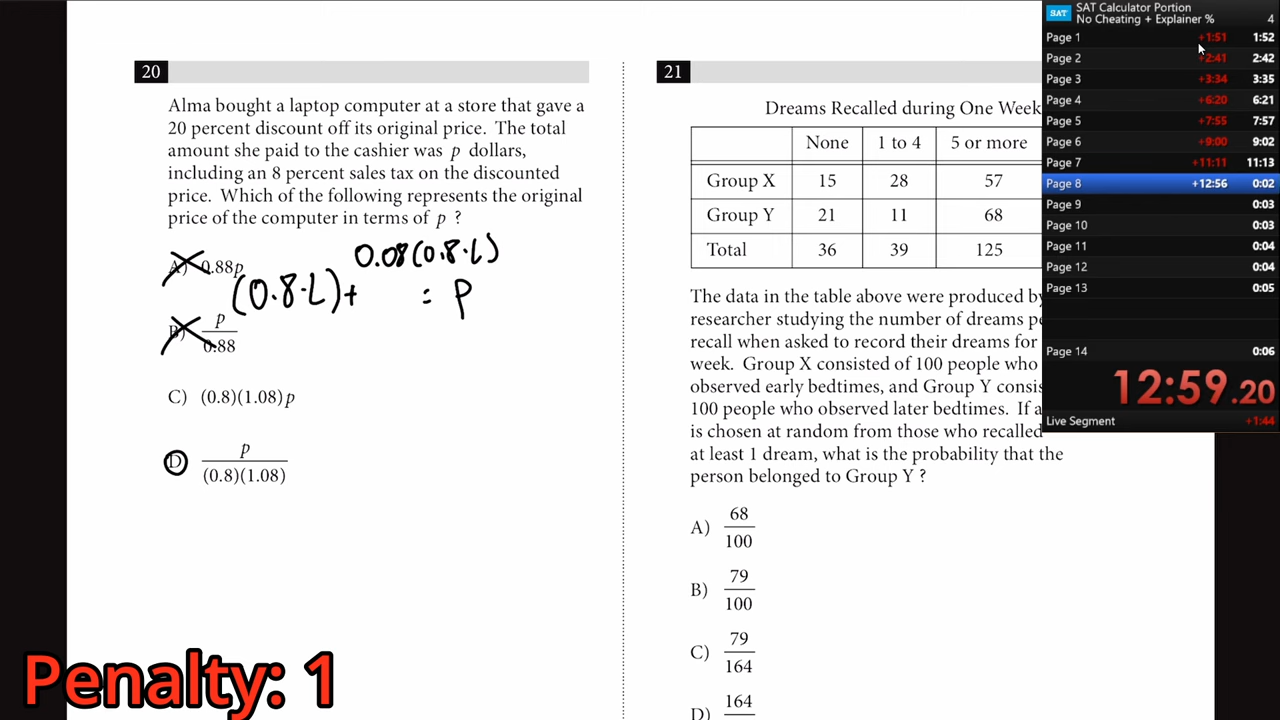 20
Alma bought a laptop computer at a store that gave a
20 percent discount off its original price. The total
amount she paid to the cashier was p dollars,
including an 8 percent sales tax on the discounted
price. Which of the following represents the original
price of the computer in terms of p ?
A) 0.88p
0.08(0.8·L)
(0.8·L)+ = P
B) p
0.88
C) (0.8)(1.08)p
D p
(0.8)(1.08)
21
Dreams Recalled during One Week
None 1 to 4 5 or more
Group X 15 28 57
Group Y 21 11 68
Total 36 39 125
The data in the table above were produced by
researcher studying the number of dreams pe
recall when asked to record their dreams for
week. Group X consisted of 100 people who
observed early bedtimes, and Group Y consis
100 people who observed later bedtimes. If a
is chosen at random from those who recalled
at least 1 dream, what is the probability that the
person belonged to Group Y ?
A) 68
100
B) 79
100
C) 79
164
D) 164
SAT SAT Calculator Portion
No Cheating + Explainer % 4
Page 1 +1:51 1:52
Page 2 +2:41 2:42
Page 3 +3:34 3:35
Page 4 +6:20 6:21
Page 5 +7:55 7:57
Page 6 +9:00 9:02
Page 7 +11:11 11:13
Page 8 +12:56 0:02
Page 9 0:03
Page 10 0:03
Page 11 0:04
Page 12 0:04
Page 13 0:05
Page 14 0:06
12:59.20
Live Segment +1:44
Penalty: 1